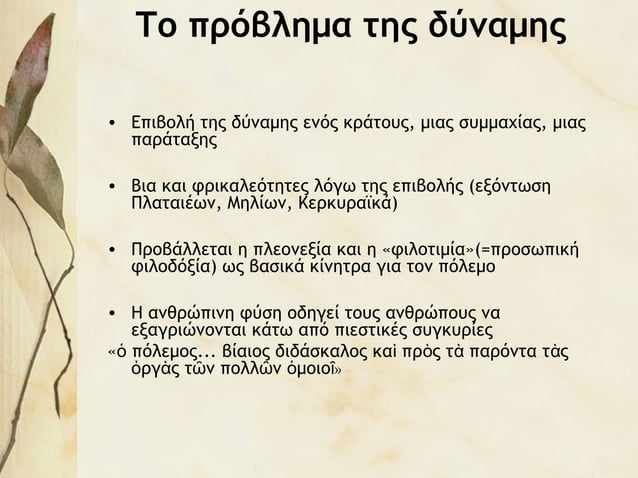 Το πρόβλημα της δύναμης
• Επιβολή της δύναμης ενός κράτους, μιας συμμαχίας, μιας
παράταξης
• Βια και φρικαλεότητες λόγω της επιβολής (εξόντωση
Πλαταιέων, Μηλίων, Κερκυραϊκά)
• Προβάλλεται η πλεονεξία και η «φιλοτιμία»(=προσωπική
φιλοδόξία) ως βασικά κίνητρα για τον πόλεμο
• Η ανθρώπινη φύση οδηγεί τους ανθρώπους να
εξαγριώνονται κάτω από πιεστικές συγκυρίες
«ὁ πόλεμος... βίαιος διδάσκαλος καὶ πρὸς τὰ παρόντα τὰς
ὀργὰς τῶν πολλῶν ὁμοιοῖ»